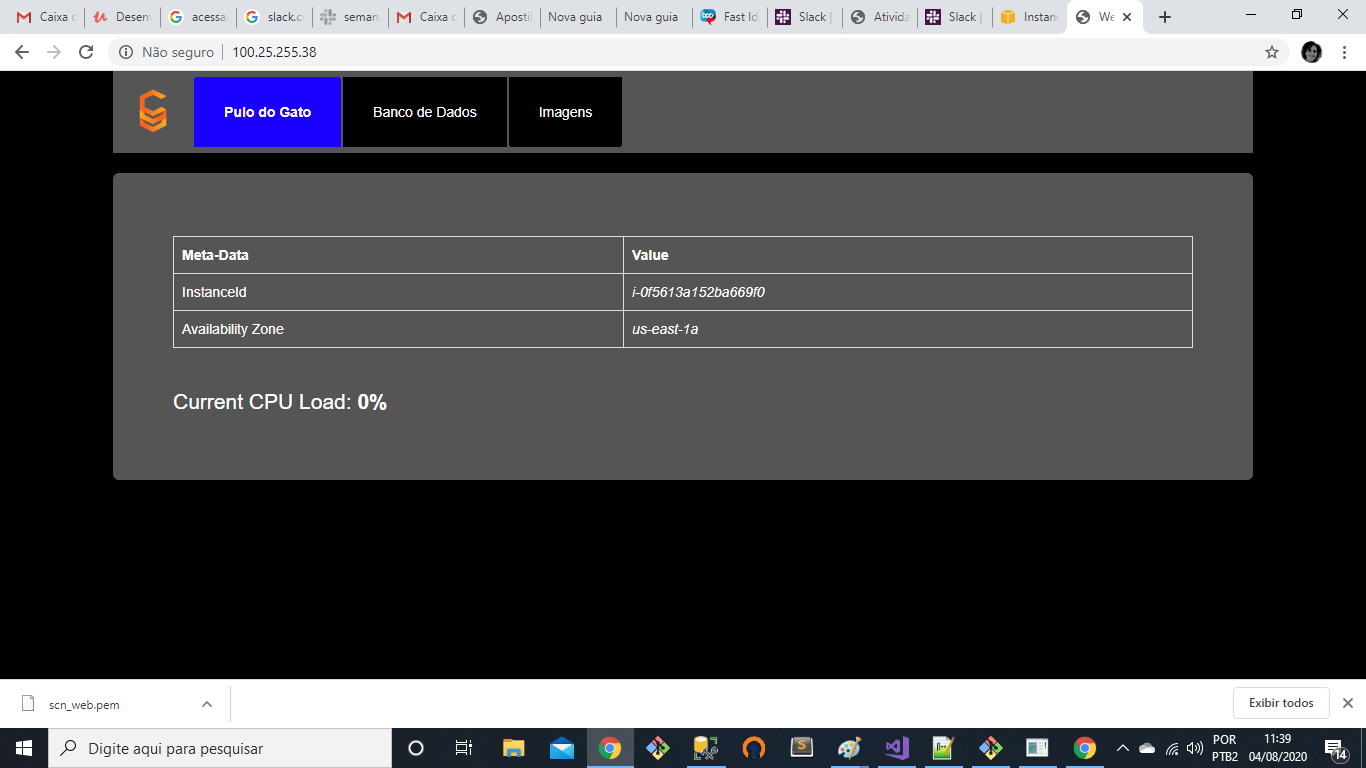 Caixa
Desen
acessa
slack.c
seman
Caixa
Aposti
Nova guia
Nova guia
Fast Id
Slack |
Ativida
Slack |
Instan
We
Não seguro
100.25.255.38
Pulo do Gato
Banco de Dados
Imagens
Meta-Data Value
InstanceId i-0f5613a152ba669f0
Availability Zone us-east-1a
Current CPU Load: 0%
scn_web.pem
Exibir todos
Digite aqui para pesquisar
POR
PTB2
11:39
04/08/2020
14